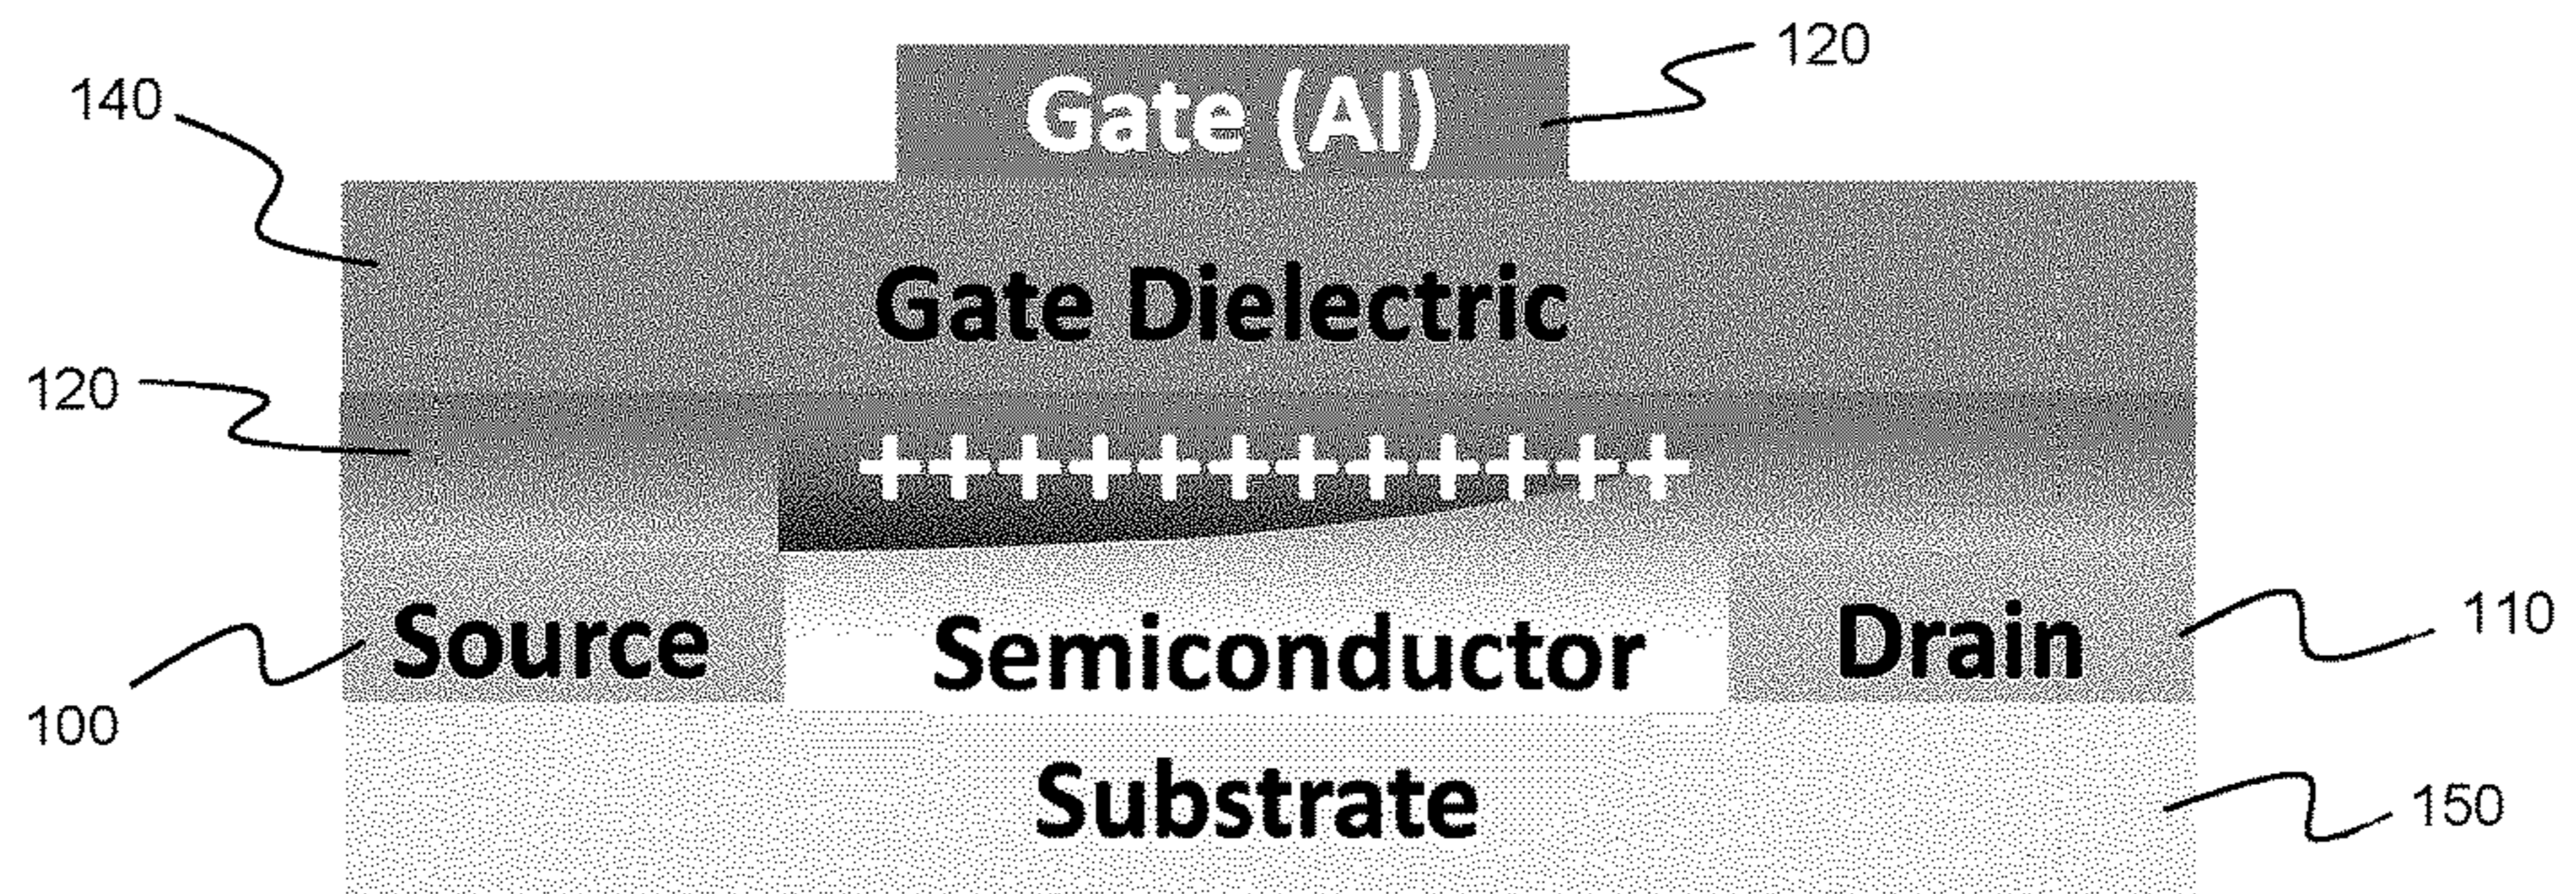 120
Gate (Al)
140
Gate Dielectric
120
++++++++++++
110
Source
Semiconductor
Drain
100
Substrate
150